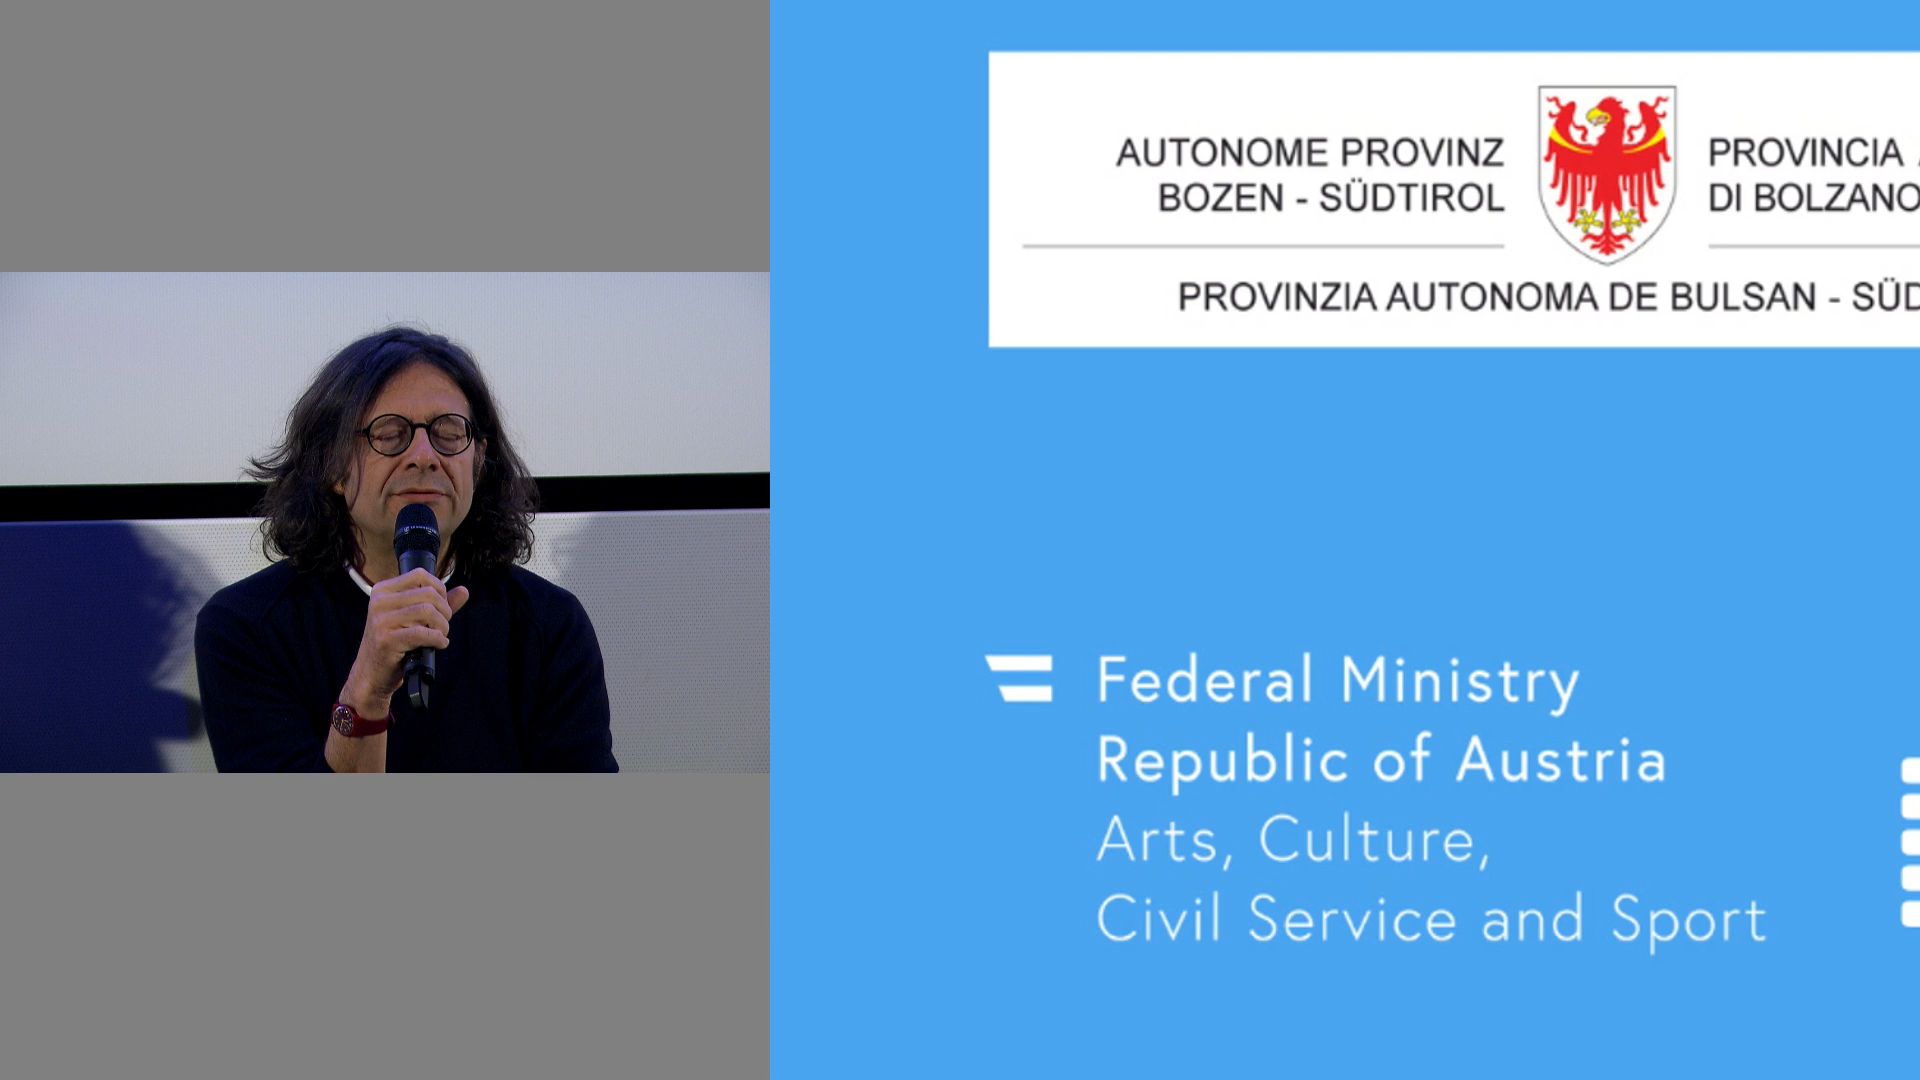 AUTONOME PROVINZ
BOZEN - SÜDTIROL
PROVINCIA
DI BOLZANO
PROVINZIA AUTONOMA DE BULSAN - SÜD
Federal Ministry
Republic of Austria
Arts, Culture,
Civil Service and Sport